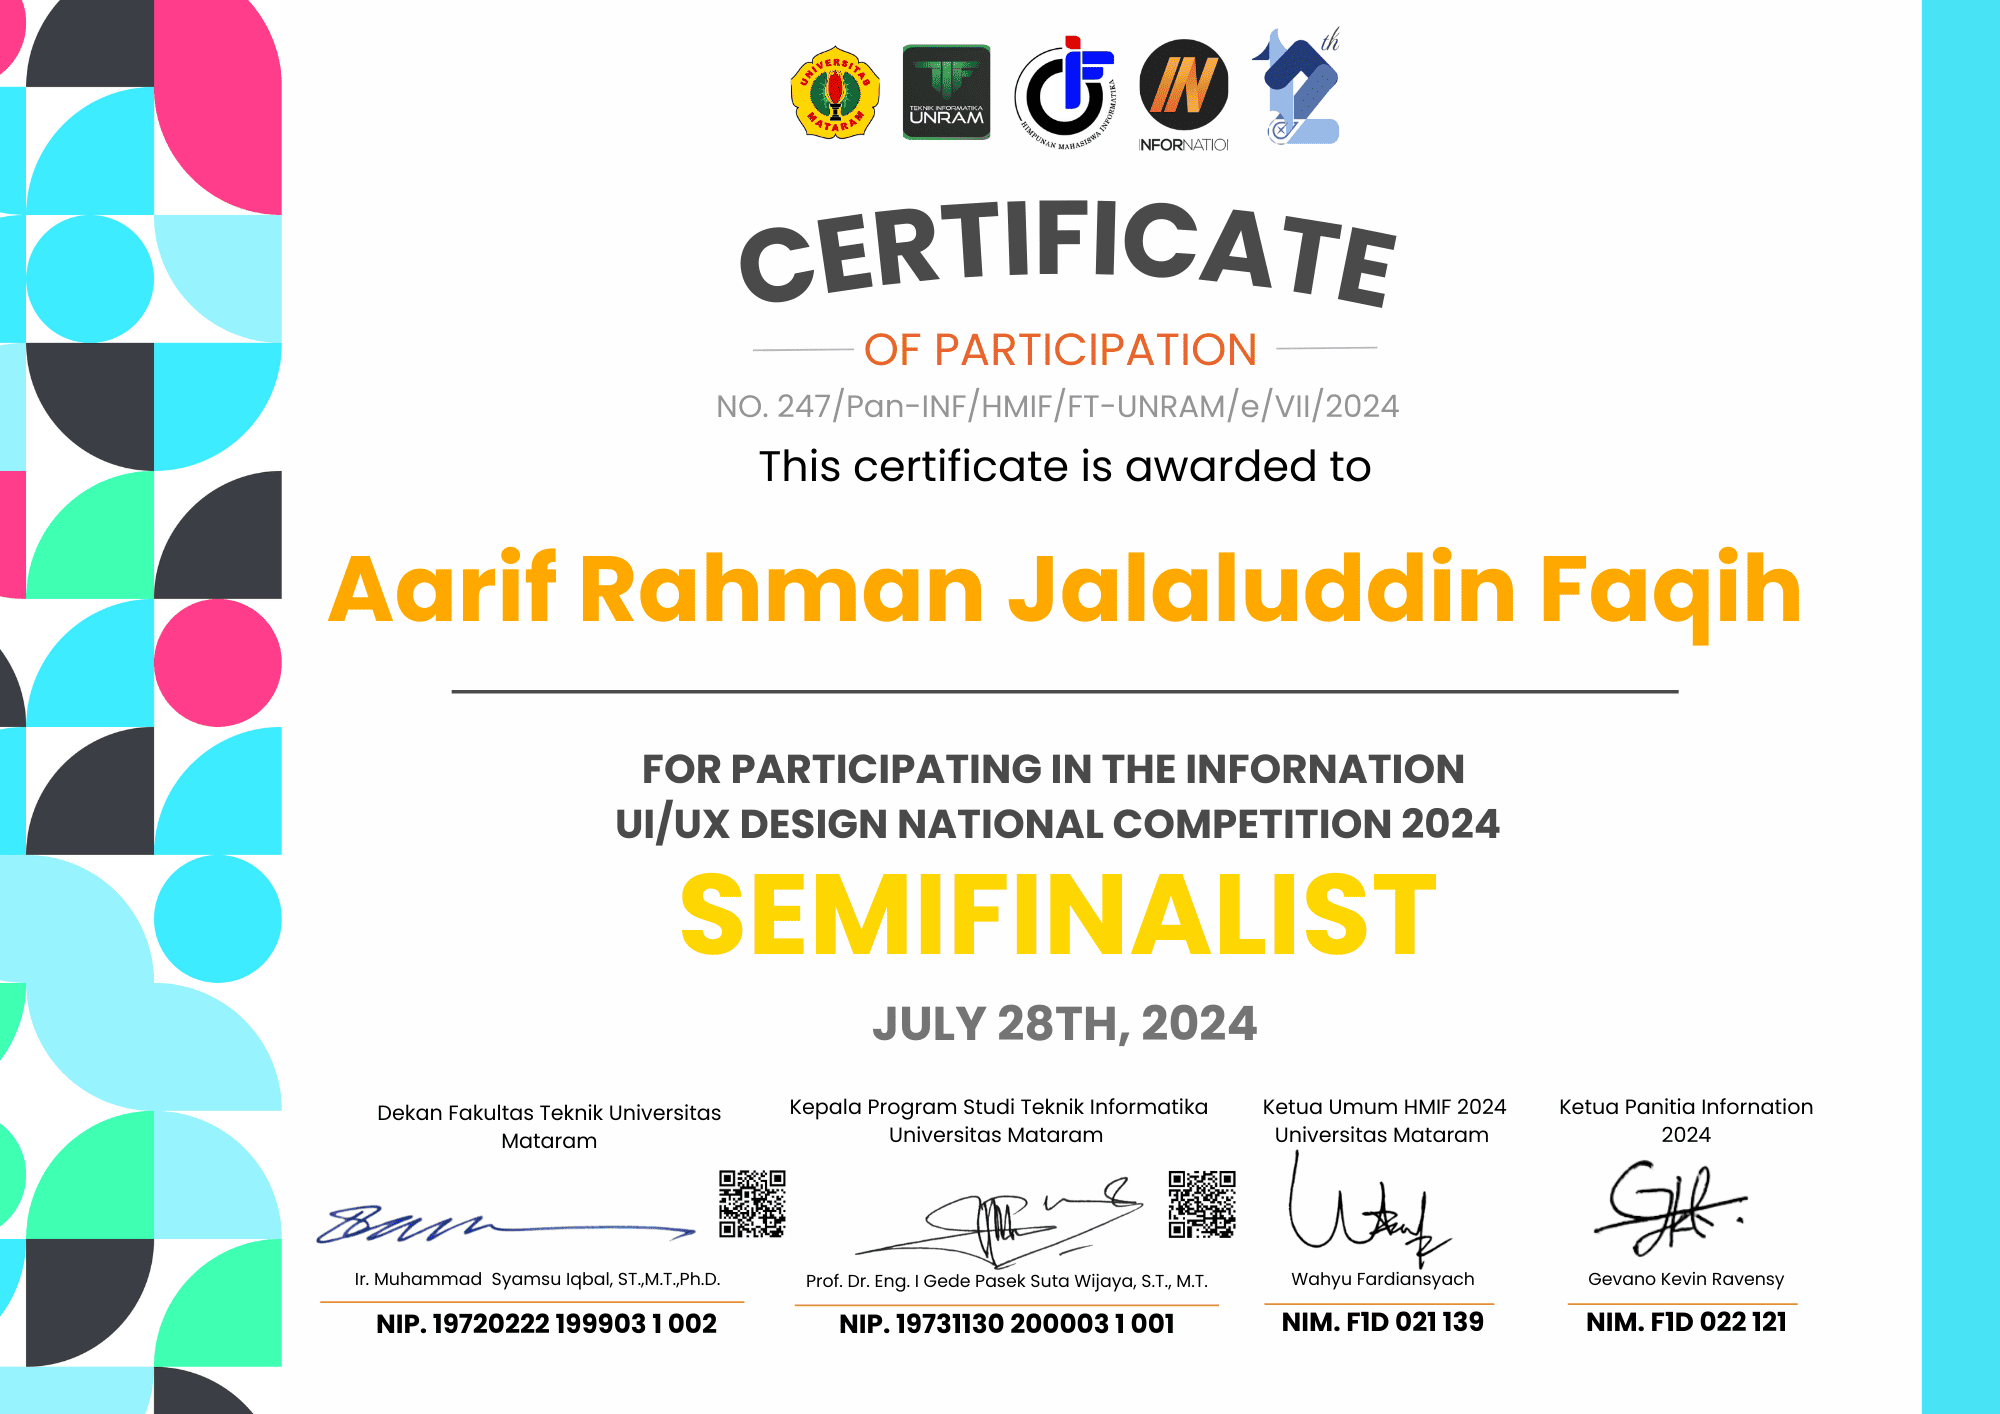 UNIVERSITAS MATARAM
TEKNIK INFORMATIKA
UNRAM
HIMPUNAN MAHASISWA INFORMATIKA
IN
INFORNATION
12th
CERTIFICATE
OF PARTICIPATION
NO. 247/Pan-INF/HMIF/FT-UNRAM/e/VII/2024
This certificate is awarded to
Aarif Rahman Jalaluddin Faqih
FOR PARTICIPATING IN THE INFORNATION
UI/UX DESIGN NATIONAL COMPETITION 2024
SEMIFINALIST
JULY 28TH, 2024
Dekan Fakultas Teknik Universitas
Mataram
Ir. Muhammad Syamsu Iqbal, ST.,M.T.,Ph.D.
NIP. 19720222 199903 1 002
Kepala Program Studi Teknik Informatika
Universitas Mataram
Prof. Dr. Eng. I Gede Pasek Suta Wijaya, S.T., M.T.
NIP. 19731130 200003 1 001
Ketua Umum HMIF 2024
Universitas Mataram
Wahyu Fardiansyach
NIM. F1D 021 139
Ketua Panitia Infornation
2024
Gevano Kevin Ravensy
NIM. F1D 022 121